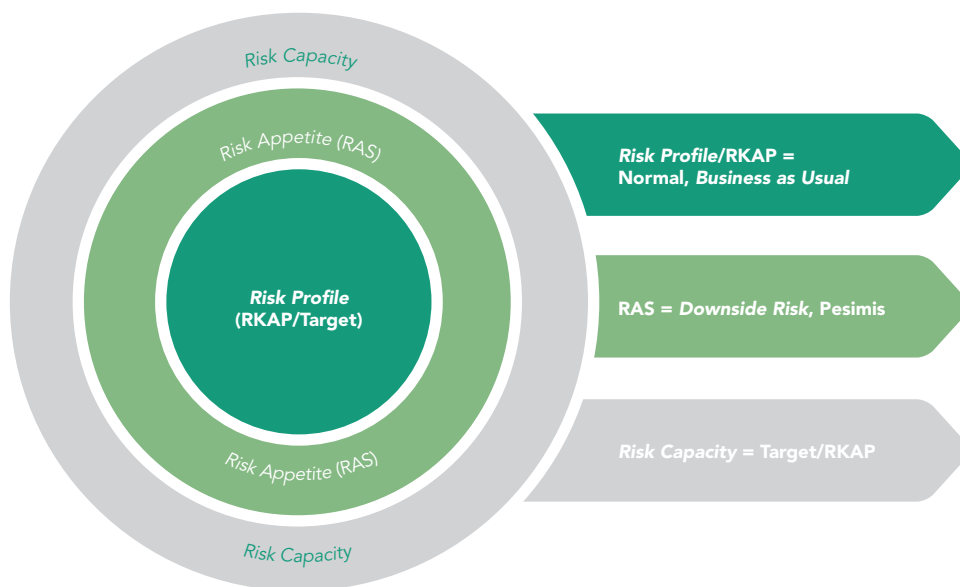 Risk Capacity
Risk Appetite (RAS)
Risk Profile
(RKAP/Target)
Risk Appetite (RAS)
Risk Capacity
Risk Profile/RKAP =
Normal, Business as Usual
RAS = Downside Risk, Pesimis
Risk Capacity = Target/RKAP